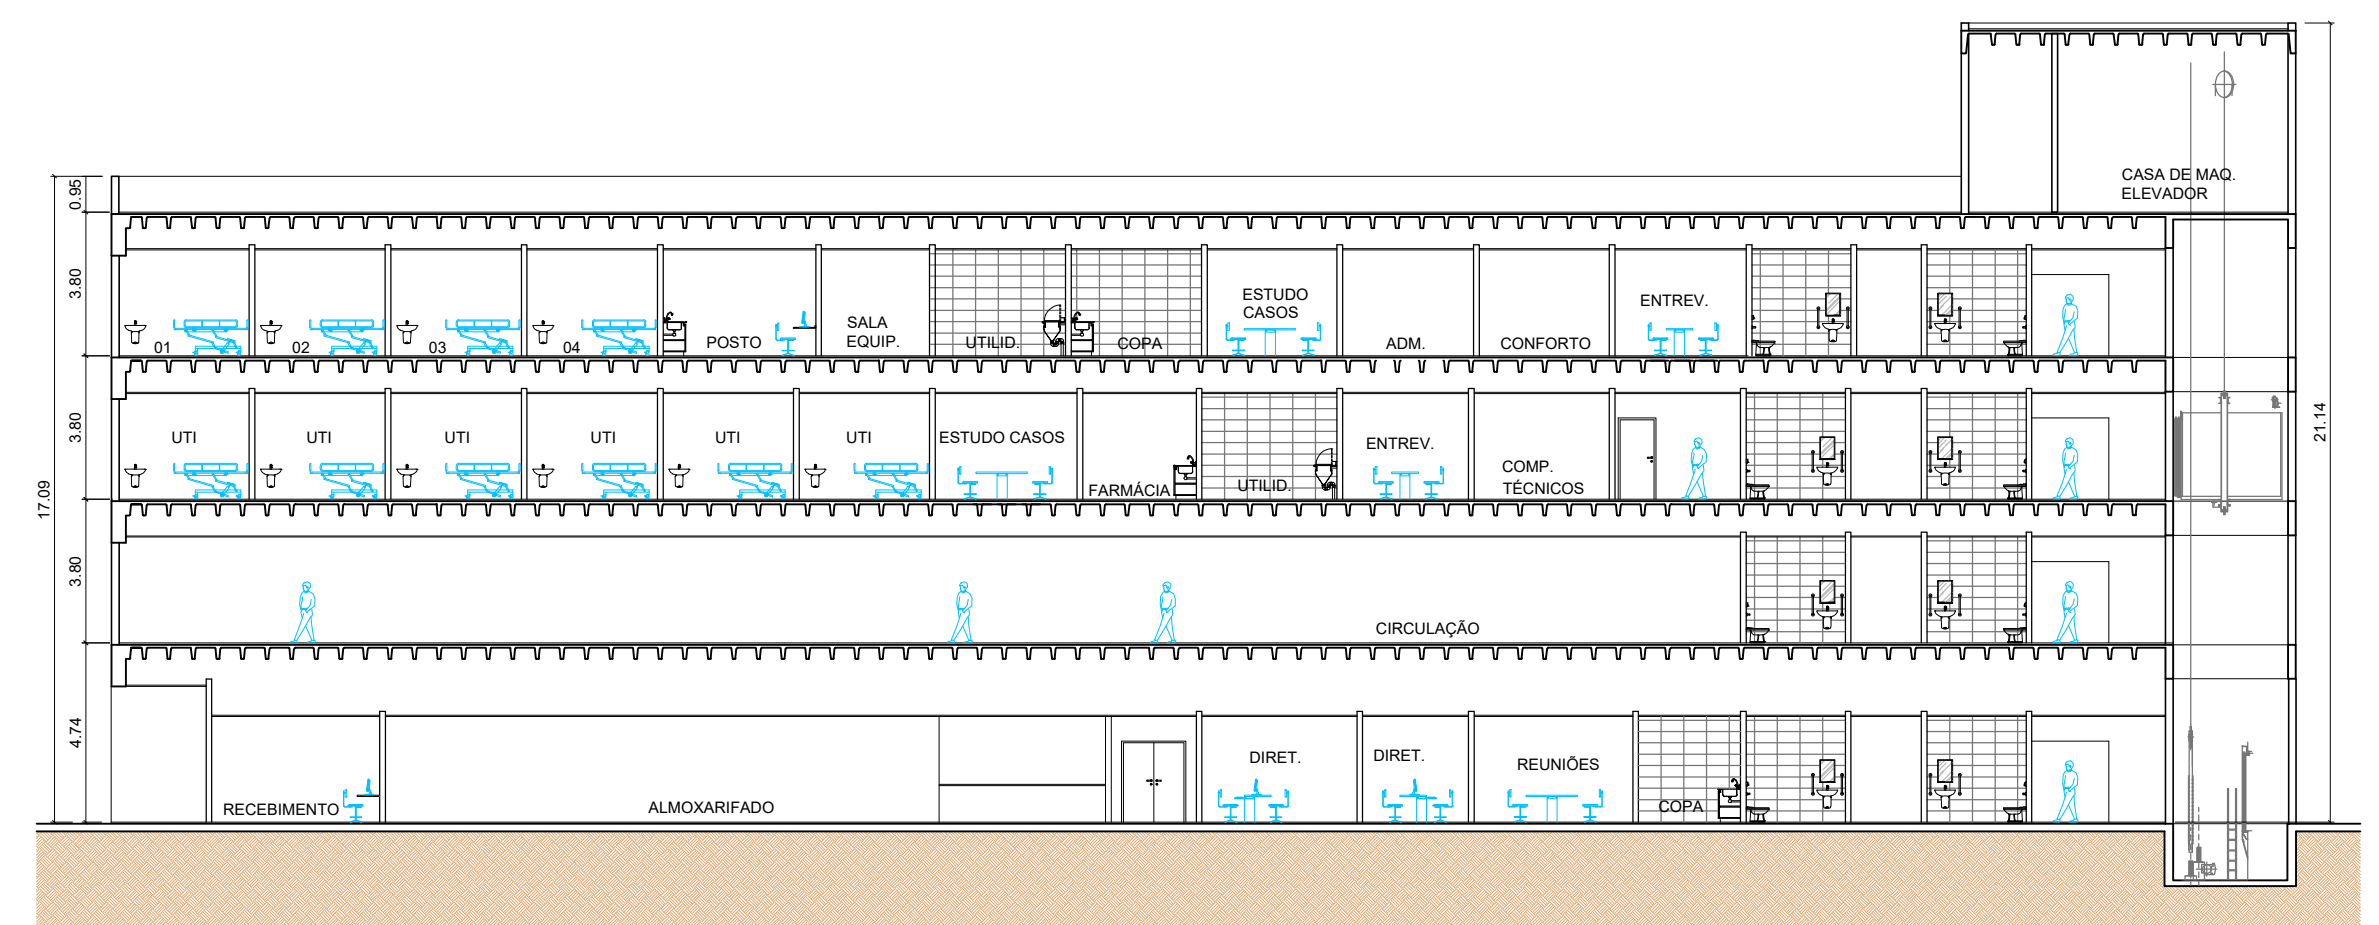 CASA DE MAQ.
ELEVADOR
0.95
3.80
ESTUDO
CASOS
ENTREV.
SALA
EQUIP.
01
02
03
04
POSTO
UTILID.
COPA
ADM.
CONFORTO
3.80
21.14
UTI
UTI
UTI
UTI
UTI
UTI
ESTUDO CASOS
ENTREV.
COMP.
TÉCNICOS
FARMÁCIA
UTILID.
17.09
3.80
CIRCULAÇÃO
4.74
DIRET.
DIRET.
REUNIÕES
RECEBIMENTO
ALMOXARIFADO
COPA